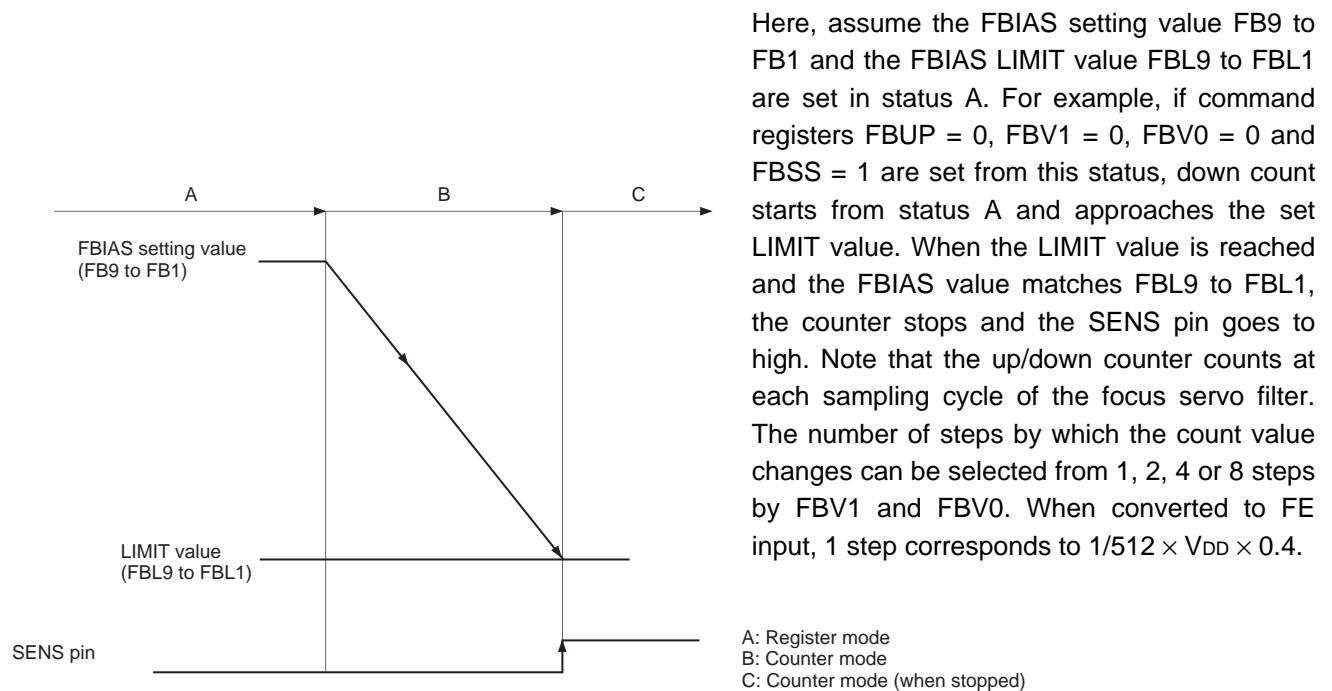 Here, assume the FBIAS setting value FB9 to
FB1 and the FBIAS LIMIT value FBL9 to FBL1
are set in status A. For example, if command
registers FBUP = 0, FBV1 = 0, FBV0 = 0 and
FBSS = 1 are set from this status, down count
starts from status A and approaches the set
LIMIT value. When the LIMIT value is reached
and the FBIAS value matches FBL9 to FBL1,
the counter stops and the SENS pin goes to
high. Note that the up/down counter counts at
each sampling cycle of the focus servo filter.
The number of steps by which the count value
changes can be selected from 1, 2, 4 or 8 steps
by FBV1 and FBV0. When converted to FE
input, 1 step corresponds to 1/512 × VDD × 0.4.
A
B
C
FBIAS setting value
(FB9 to FB1)
LIMIT value
(FBL9 to FBL1)
SENS pin
A: Register mode
B: Counter mode
C: Counter mode (when stopped)